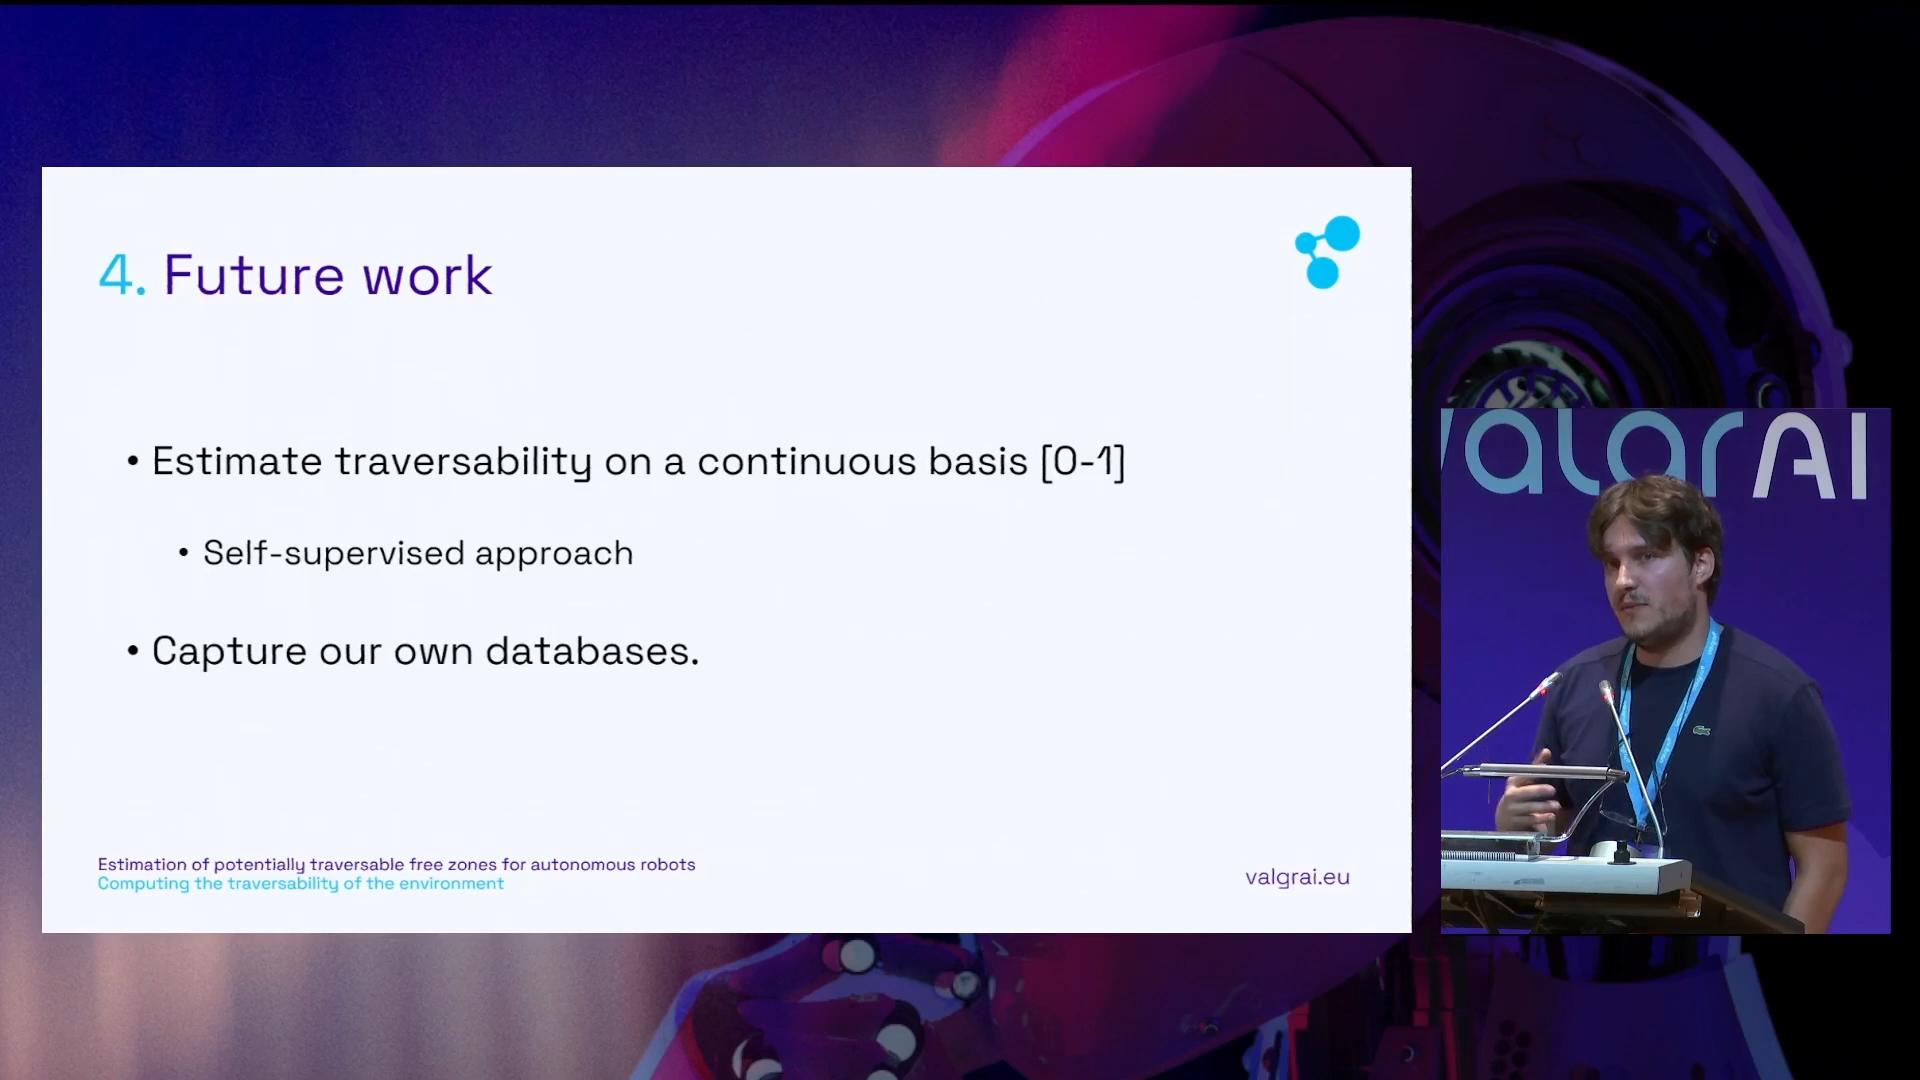 4. Future work
• Estimate traversability on a continuous basis [0-1]
• Self-supervised approach
• Capture our own databases.
Estimation of potentially traversable free zones for autonomous robots
Computing the traversability of the environment
valgrai.eu
valgrAI